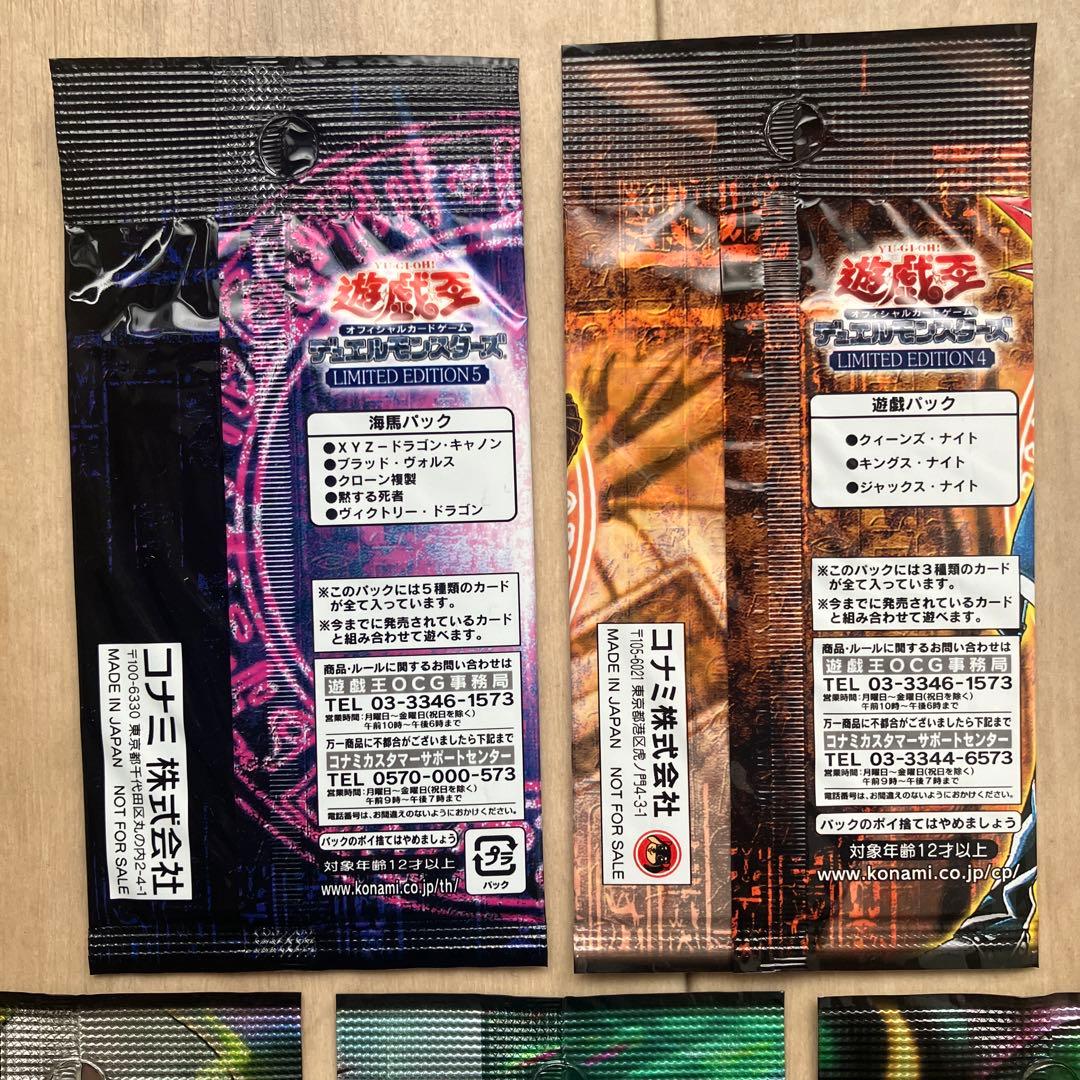 YU-GI-OH!
遊戯王
オフィシャルカードゲーム
デュエルモンスターズ
LIMITED EDITION 5
海馬パック
●XYZ−ドラゴン・キャノン
●ブラッド・ヴォルス
●クローン複製
●黙する死者
●ヴィクトリー・ドラゴン
※このパックには5種類のカード
が全て入っています。
※今までに発売されているカード
と組み合わせて遊べます。
商品・ルールに関するお問い合わせは
遊戯王OCG事務局
TEL 03-3346-1573
営業時間:月曜日〜金曜日(祝日を除く)
午前10時〜午後6時まで
万一商品に不都合がございましたら下記まで
コナミカスタマーサポートセンター
TEL 0570-000-573
営業時間:月曜日〜金曜日(祝日を除く)
午前9時〜午後7時まで
電話番号は、お間違えのないようにおかけください。
パックのポイ捨てはやめましょう
対象年齢12才以上
www.konami.co.jp/th/
プラ
パック
コナミ株式会社
〒100-6330 東京都千代田区丸の内2-4-1
MADE IN JAPAN NOT FOR SALE
YU-GI-OH!
遊戯王
オフィシャルカードゲーム
デュエルモンスターズ
LIMITED EDITION 4
遊戯パック
●クィーンズ・ナイト
●キングス・ナイト
●ジャックス・ナイト
※このパックには3種類のカード
が全て入っています。
※今までに発売されているカード
と組み合わせて遊べます。
商品・ルールに関するお問い合わせは
遊戯王OCG事務局
TEL 03-3346-1573
営業時間:月曜日〜金曜日(祝日を除く)
午前10時〜午後6時まで
万一商品に不都合がございましたら下記まで
コナミカスタマーサポートセンター
TEL 03-3344-6573
営業時間:月曜日〜金曜日(祝日を除く)
午前9時〜午後7時まで
電話番号は、お間違えのないようにおかけください。
パックのポイ捨てはやめましょう
対象年齢12才以上
www.konami.co.jp/cp/
コナミ株式会社
〒105-6021 東京都港区虎ノ門4-3-1
MADE IN JAPAN NOT FOR SALE